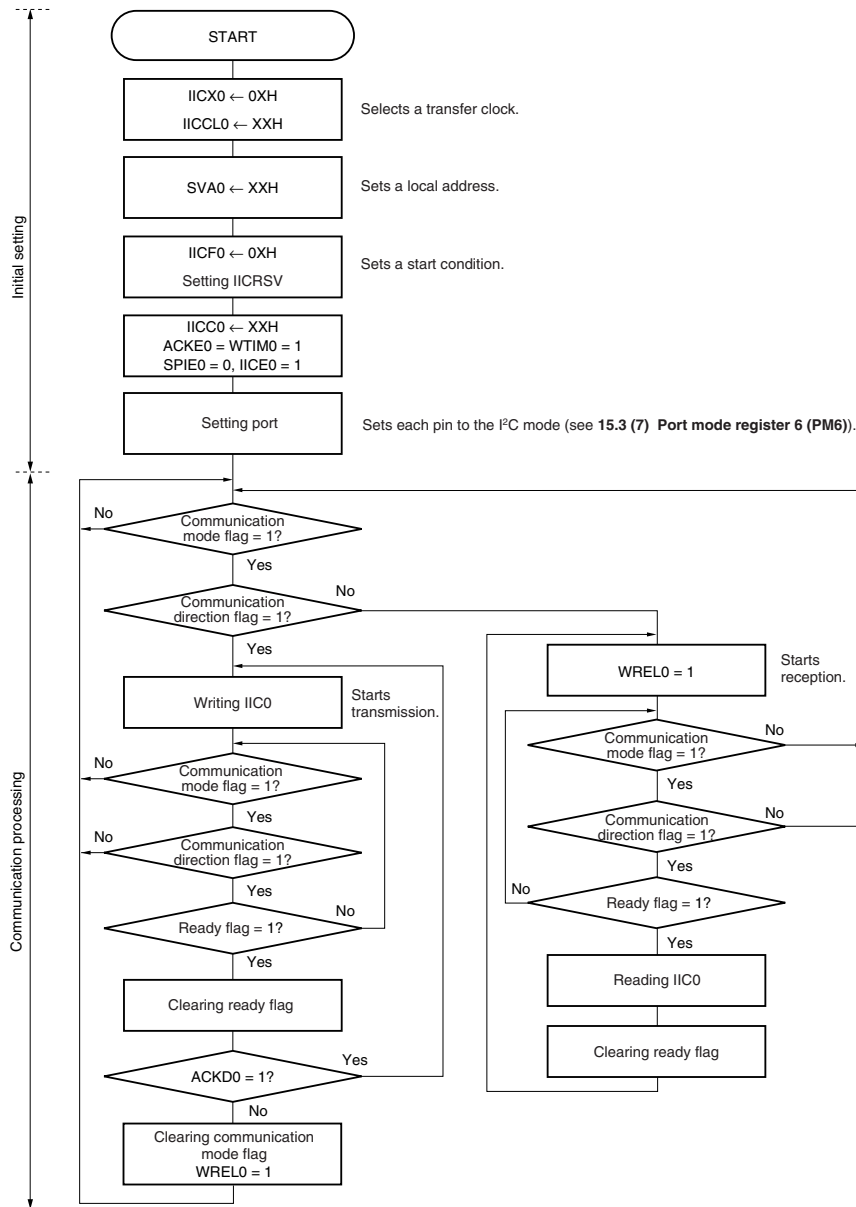 START
IICX0 ← 0XH
IICCL0 ← XXH
Selects a transfer clock.
SVA0 ← XXH
Sets a local address.
IICF0 ← 0XH
Setting IICRSV
Sets a start condition.
IICC0 ← XXH
ACKE0 = WTIM0 = 1
SPIE0 = 0, IICE0 = 1
Setting port
Sets each pin to the I²C mode (see 15.3 (7) Port mode register 6 (PM6)).
Initial setting
Communication processing
No
Communication
mode flag = 1?
Yes
No
Communication
direction flag = 1?
Yes
Writing IIC0
Starts
transmission.
No
Communication
mode flag = 1?
Yes
No
Communication
direction flag = 1?
Yes
No
Ready flag = 1?
Yes
Clearing ready flag
Yes
ACKD0 = 1?
No
Clearing communication
mode flag
WREL0 = 1
WREL0 = 1
Starts
reception.
No
Communication
mode flag = 1?
Yes
No
Communication
direction flag = 1?
Yes
No
Ready flag = 1?
Yes
Reading IIC0
Clearing ready flag